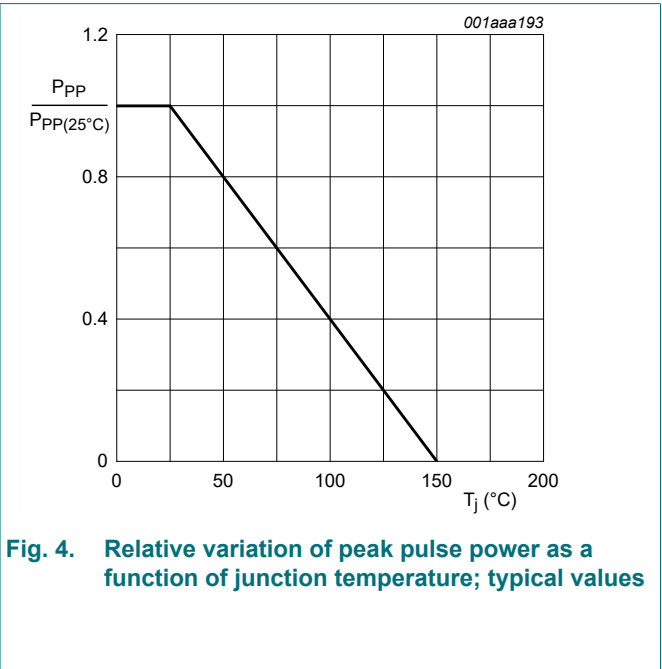 001aaa193
1.2
PPP
PPP(25°C)
0.8
0.4
0
0 50 100 150 200
Tj (°C)
Fig. 4. Relative variation of peak pulse power as a
function of junction temperature; typical values